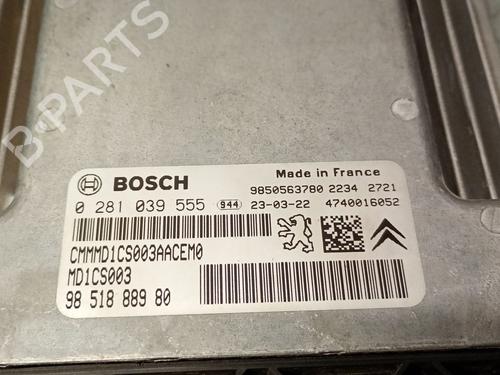 B-PARTS
BOSCH
Made in France
9850563780 2234 2721
0 281 039 555 944 23-03-22 4740016052
CMMMD1CS003AACEM0
MD1CS003
98 518 889 80